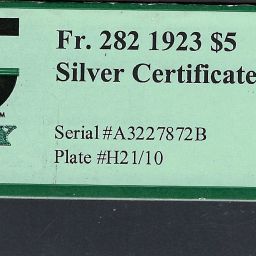 Fr. 282 1923 $5
Silver Certificate
Serial #A3227872B
Plate #H21/10